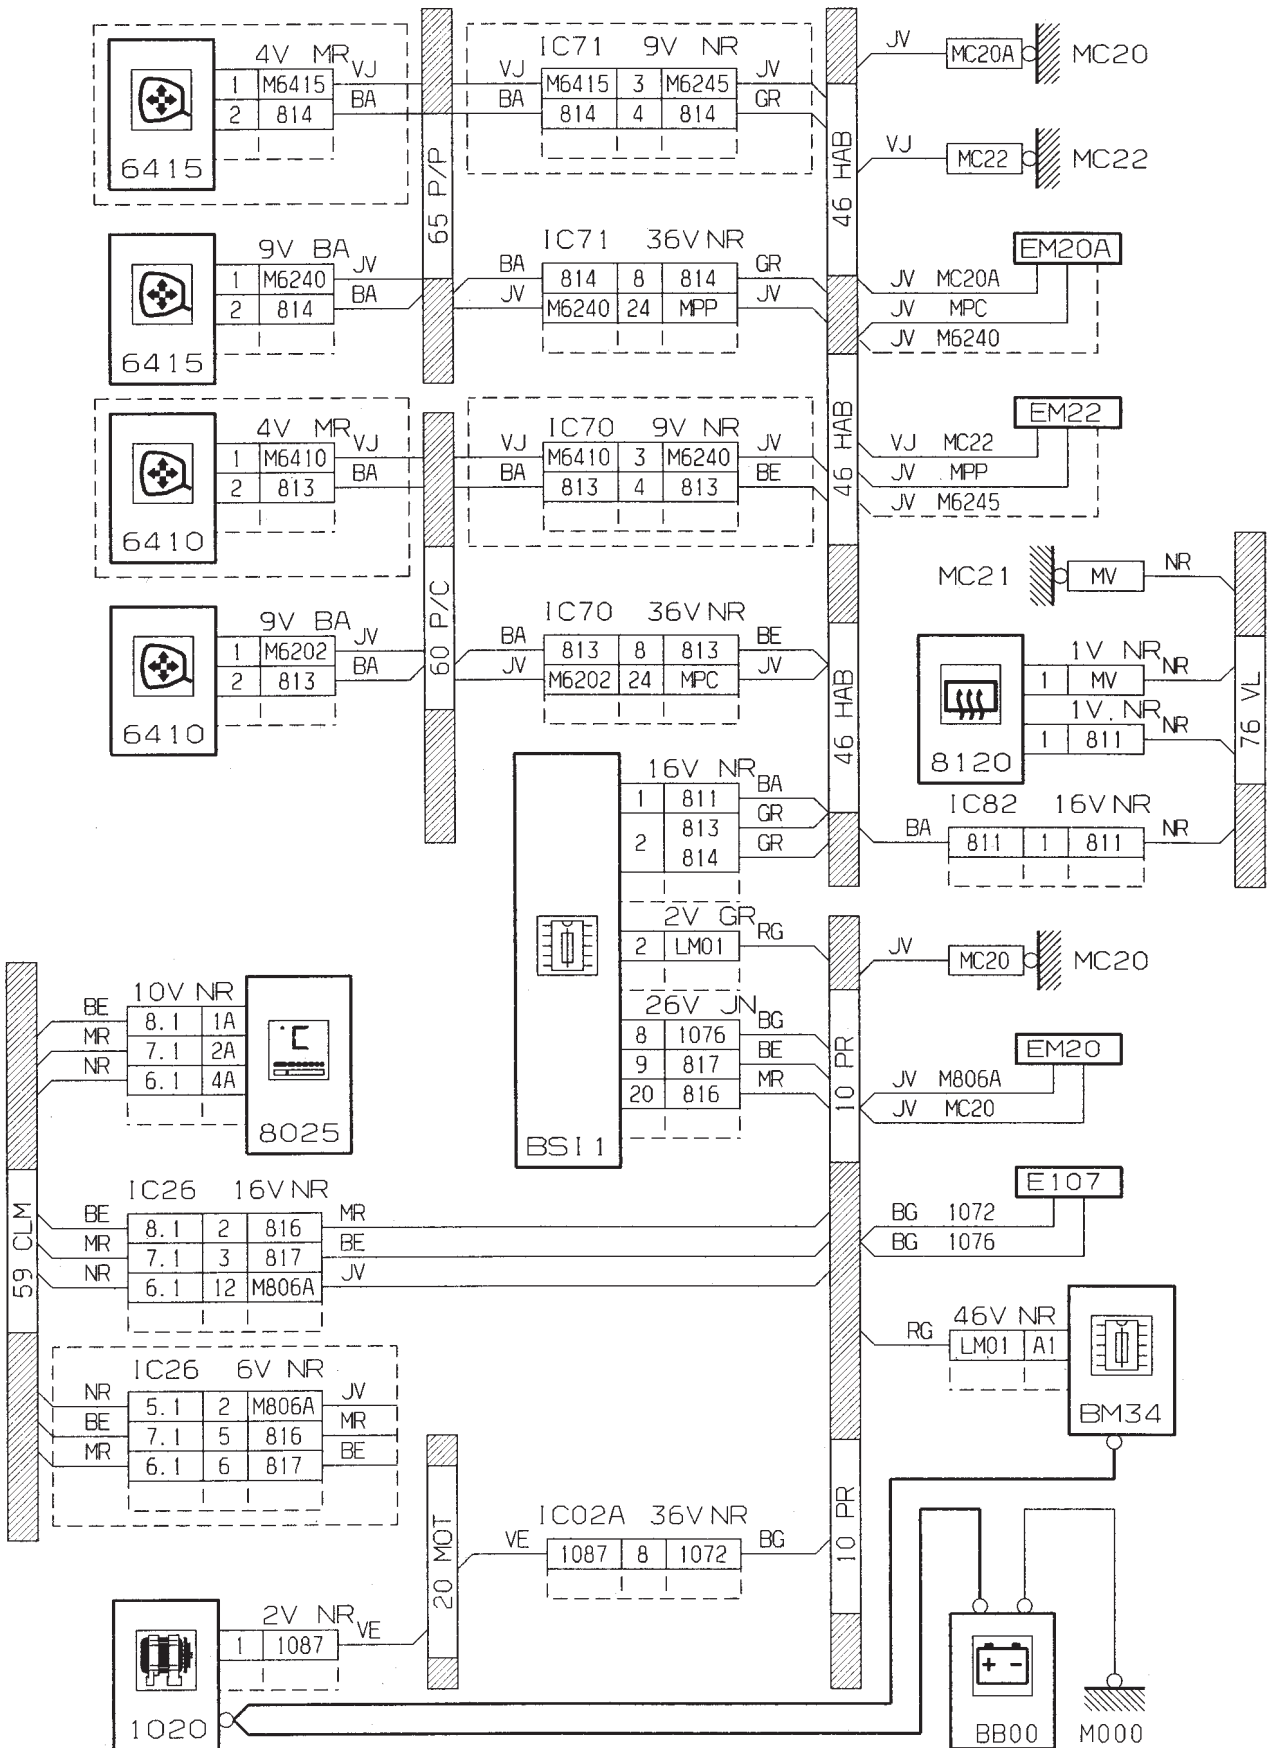 4V MR
1 M6415 VJ
2 814 BA
6415
VJ
BA
IC71 9V NR
M6415 3 M6245 JV
814 4 814 GR
65 P/P
46 HAB
JV MC20A MC20
VJ MC22 MC22
9V BA
1 M6240 JV
2 814 BA
6415
IC71 36V NR
BA 814 8 814 GR
JV M6240 24 MPP JV
EM20A
JV MC20A
JV MPC
JV M6240
4V MR
1 M6410 VJ
2 813 BA
6410
IC70 9V NR
VJ M6410 3 M6240 JV
BA 813 4 813 BE
46 HAB
EM22
VJ MC22
JV MPP
JV M6245
MC21 MV NR
9V BA
1 M6202 JV
2 813 BA
6410
60 P/C
IC70 36V NR
BA 813 8 813 BE
JV M6202 24 MPC JV
46 HAB
1V NR
1 MV NR
1V. NR
1 811 NR
8120
76 VL
16V NR
1 811 BA
2 813 GR
814 GR
IC82 16V NR
BA 811 1 811 NR
2V GR
2 LM01 RG
26V JN
8 1076 BG
9 817 BE
20 816 MR
BSI1
JV MC20 MC20
10 PR
EM20
JV M806A
JV MC20
10V NR
BE 8.1 1A
MR 7.1 2A
NR 6.1 4A
°C
8025
59 CLM
IC26 16V NR
BE 8.1 2 816 MR
MR 7.1 3 817 BE
NR 6.1 12 M806A JV
E107
BG 1072
BG 1076
46V NR
RG LM01 A1
BM34
IC26 6V NR
NR 5.1 2 M806A JV
BE 7.1 5 816 MR
MR 6.1 6 817 BE
20 MOT
IC02A 36V NR
VE 1087 8 1072 BG
10 PR
2V NR
1 1087 VE
1020
+ -
BB00
M000